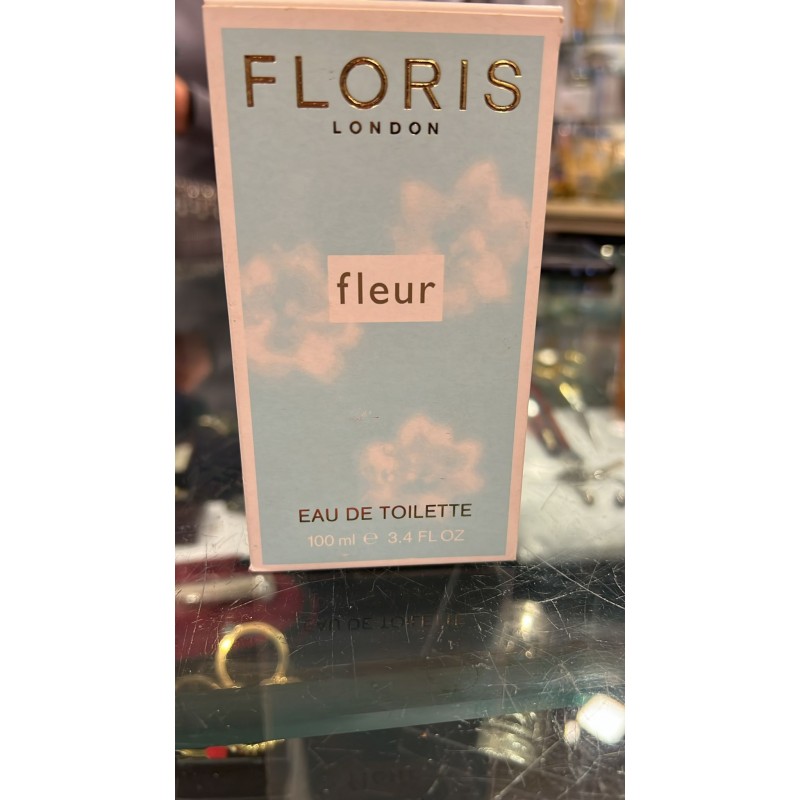 FLORIS
LONDON
fleur
EAU DE TOILETTE
100 ml ℮ 3.4 FL OZ